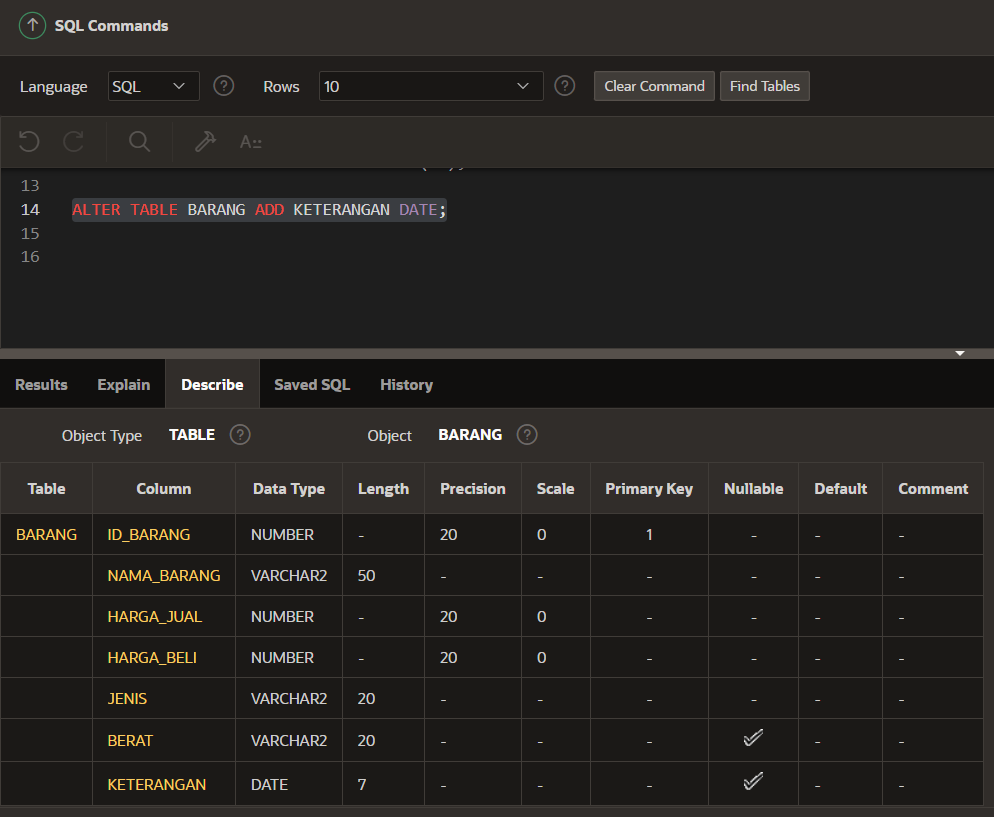 SQL Commands
Language SQL Rows 10 Clear Command Find Tables
13
14 ALTER TABLE BARANG ADD KETERANGAN DATE;
15
16
Results Explain Describe Saved SQL History
Object Type TABLE Object BARANG
Table Column Data Type Length Precision Scale Primary Key Nullable Default Comment
BARANG ID_BARANG NUMBER - 20 0 1 - - -
NAMA_BARANG VARCHAR2 50 - - - - - -
HARGA_JUAL NUMBER - 20 0 - - - -
HARGA_BELI NUMBER - 20 0 - - - -
JENIS VARCHAR2 20 - - - - - -
BERAT VARCHAR2 20 - - - - -
KETERANGAN DATE 7 - - - - -